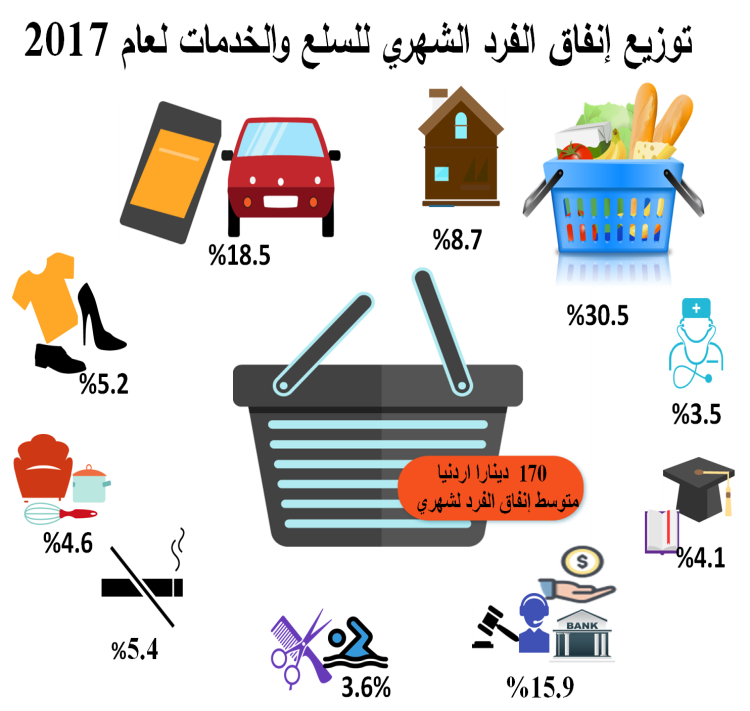 توزيع إنفاق الفرد الشهري للسلع والخدمات لعام 2017
%8.7
%18.5
%30.5
%5.2
%3.5
170 دينارا اردنيا
متوسط إنفاق الفرد لشهري
%4.6
%4.1
%5.4
BANK
3.6%
%15.9
$